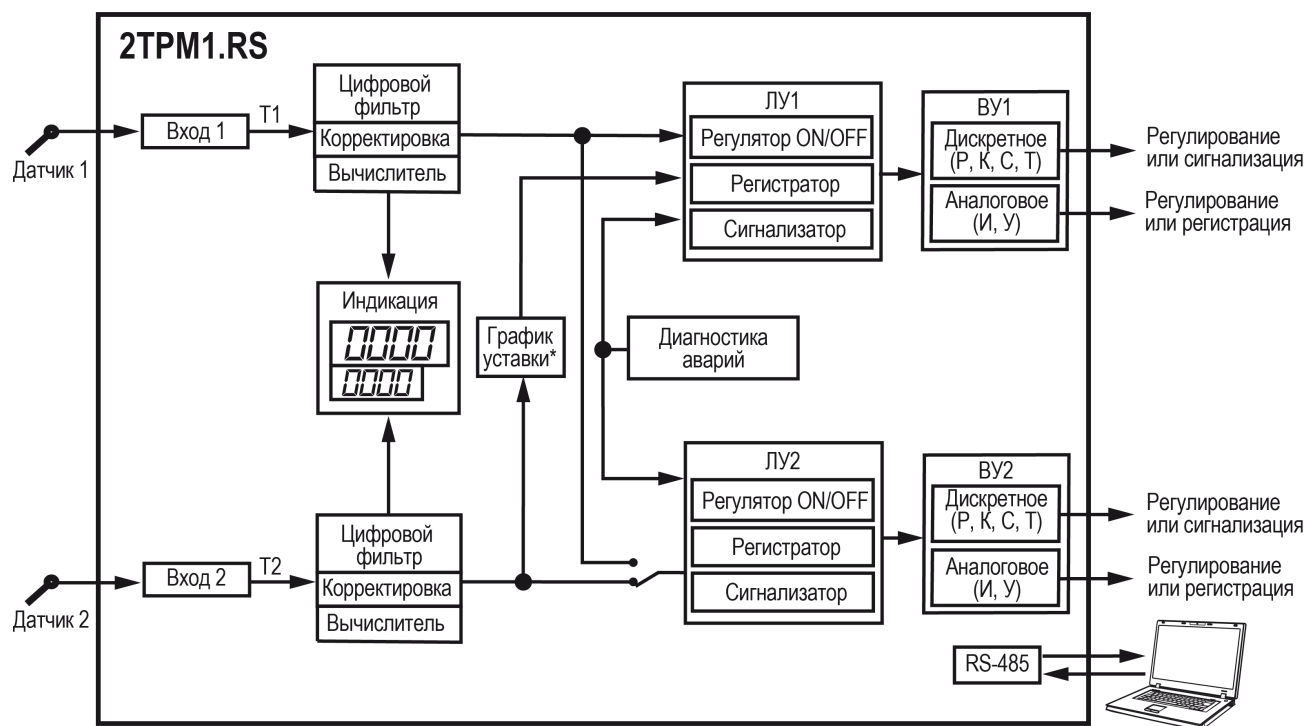 2ТРМ1.RS
Датчик 1
Вход 1
Т1
Цифровой
фильтр
Корректировка
Вычислитель
ЛУ1
Регулятор ON/OFF
Регистратор
Сигнализатор
ВУ1
Дискретное
(Р, К, С, Т)
Аналоговое
(И, У)
Регулирование
или сигнализация
Регулирование
или регистрация
Индикация
0000
0000
График
уставки*
Диагностика
аварий
Датчик 2
Вход 2
Т2
Цифровой
фильтр
Корректировка
Вычислитель
ЛУ2
Регулятор ON/OFF
Регистратор
Сигнализатор
ВУ2
Дискретное
(Р, К, С, Т)
Аналоговое
(И, У)
Регулирование
или сигнализация
Регулирование
или регистрация
RS-485